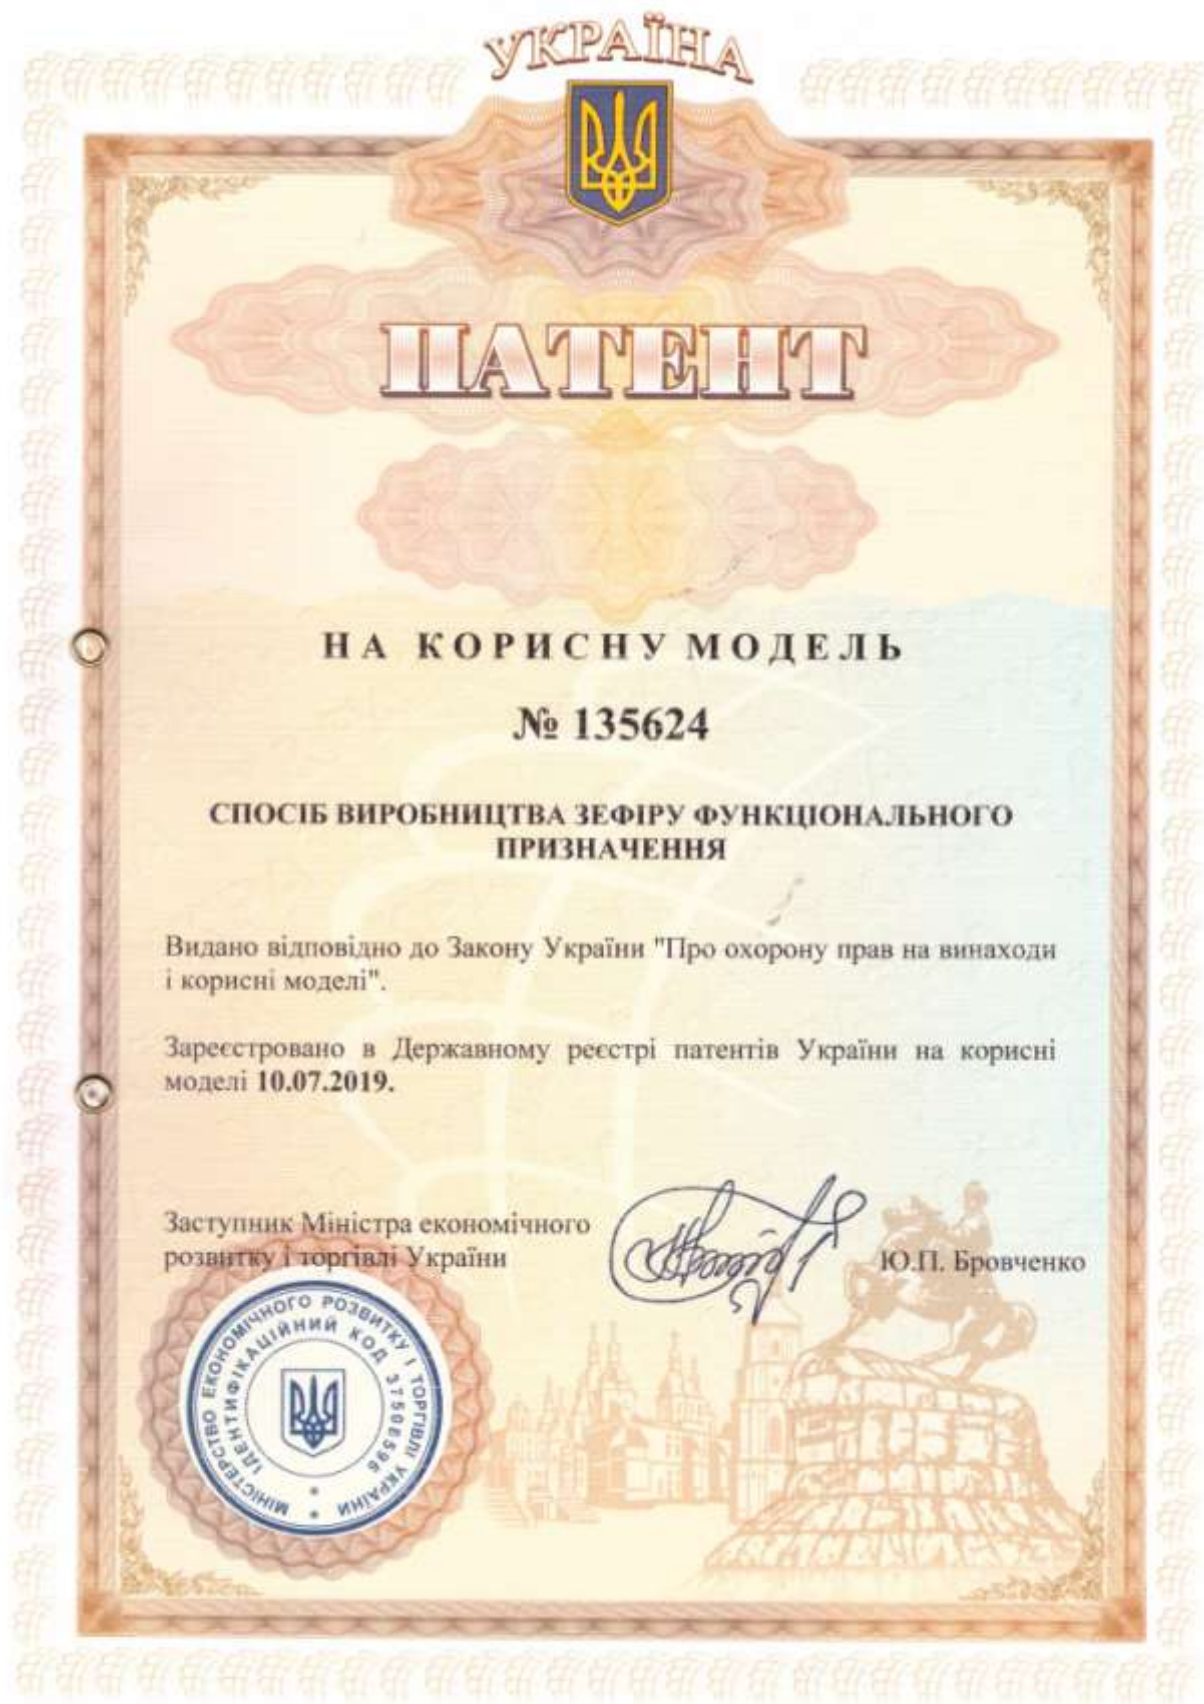 УКРАЇНА
ПАТЕНТ
НА КОРИСНУ МОДЕЛЬ
№ 135624
СПОСІБ ВИРОБНИЦТВА ЗЕФІРУ ФУНКЦІОНАЛЬНОГО
ПРИЗНАЧЕННЯ
Видано відповідно до Закону України "Про охорону прав на винаходи
і корисні моделі".
Зареєстровано в Державному реєстрі патентів України на корисні
моделі 10.07.2019.
Заступник Міністра економічного
розвитку і торгівлі України
Ю.П. Бровченко
МІНІСТЕРСТВО ЕКОНОМІЧНОГО РОЗВИТКУ І ТОРГІВЛІ УКРАЇНИ
ІДЕНТИФІКАЦІЙНИЙ КОД 37508596